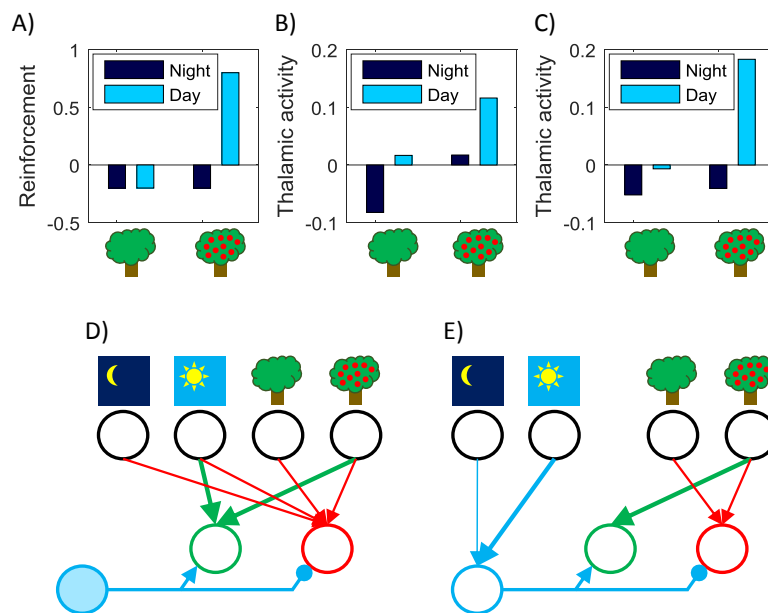 A)
Reinforcement
1
0.5
0
-0.5
Night
Day
B)
Thalamic activity
0.2
0.1
0
-0.1
Night
Day
C)
Thalamic activity
0.2
0.1
0
-0.1
Night
Day
D)
E)